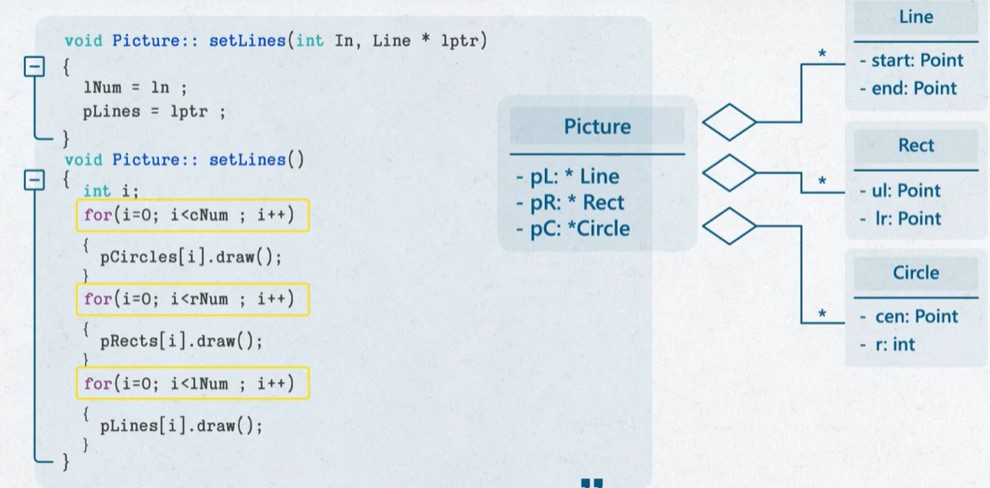 void Picture:: setLines(int In, Line * lptr)
{
lNum = ln ;
pLines = lptr ;
}
void Picture:: setLines()
{
int i;
for(i=0; i<cNum ; i++)
{
pCircles[i].draw();
}
for(i=0; i<rNum ; i++)
{
pRects[i].draw();
}
for(i=0; i<lNum ; i++)
{
pLines[i].draw();
}
}
Picture
- pL: * Line
- pR: * Rect
- pC: *Circle
*
*
*
Line
- start: Point
- end: Point
Rect
- ul: Point
- lr: Point
Circle
- cen: Point
- r: int